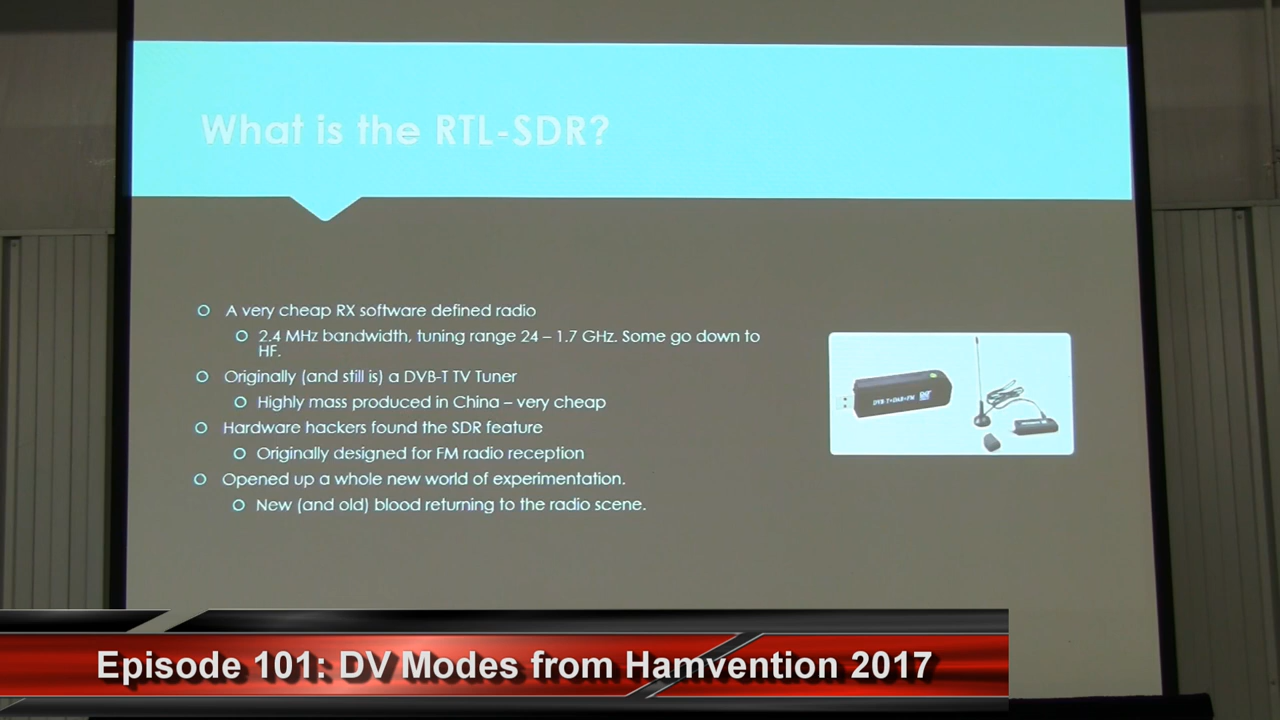 What is the RTL-SDR?
A very cheap RX software defined radio
2.4 MHz bandwidth, tuning range 24 – 1.7 GHz. Some go down to
HF.
Originally (and still is) a DVB-T TV Tuner
Highly mass produced in China – very cheap
Hardware hackers found the SDR feature
Originally designed for FM radio reception
Opened up a whole new world of experimentation.
New (and old) blood returning to the radio scene.
DVB-T+DAB+FM
Episode 101: DV Modes from Hamvention 2017